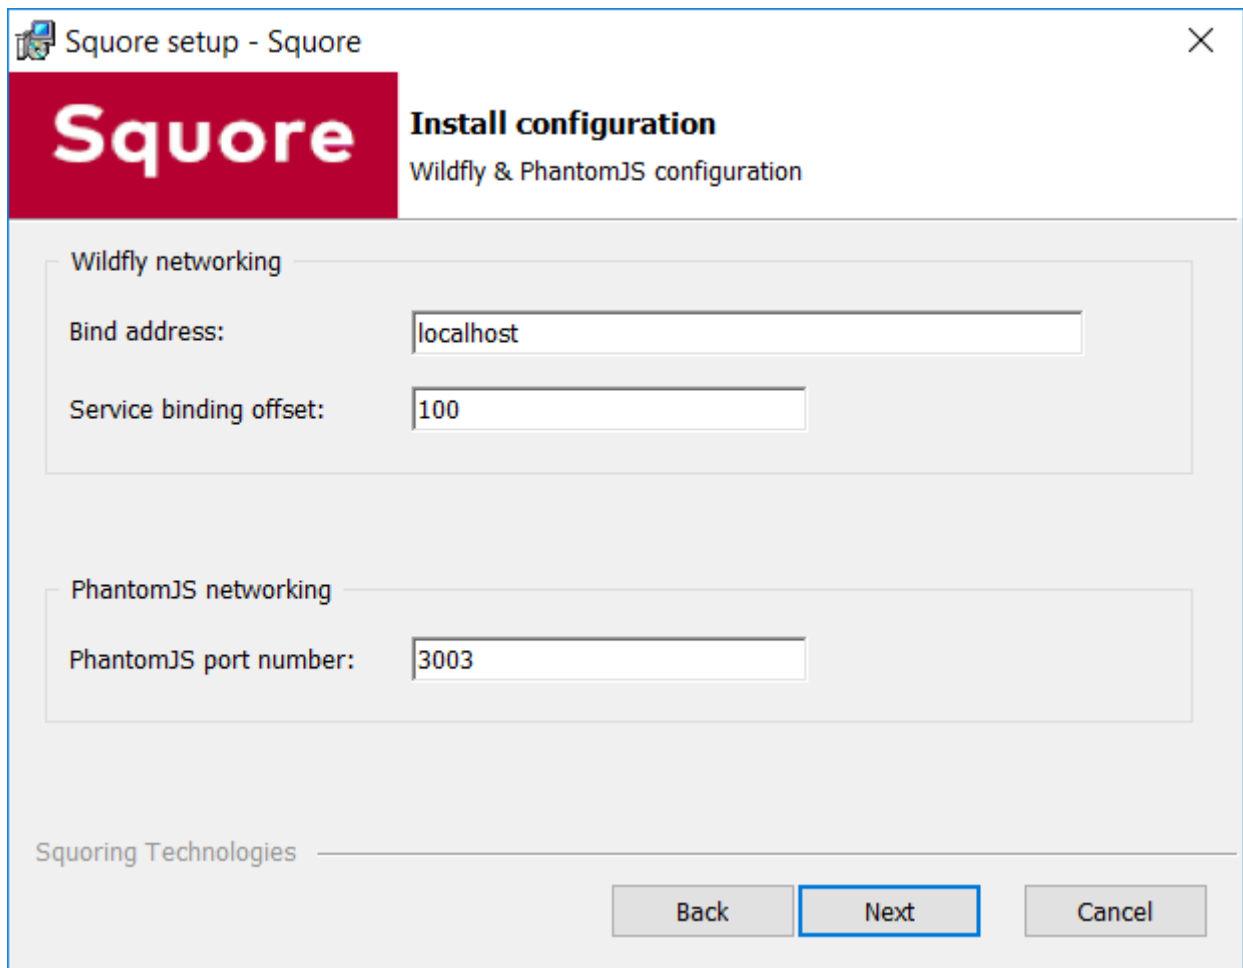 Squore setup - Squore
Squore
Install configuration
Wildfly & PhantomJS configuration
Wildfly networking
Bind address: localhost
Service binding offset: 100
PhantomJS networking
PhantomJS port number: 3003
Squoring Technologies
Back Next Cancel